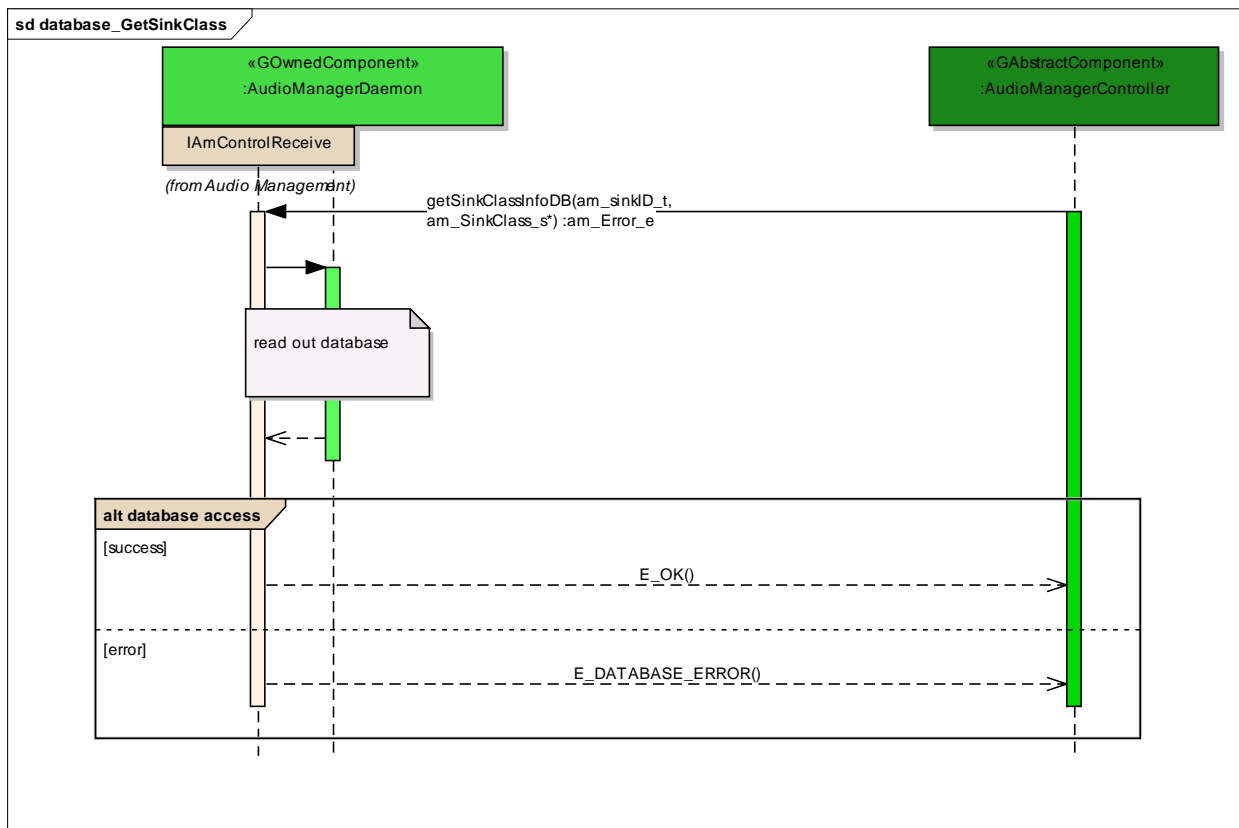 sd database_GetSinkClass
«GOwnedComponent»
:AudioManagerDaemon
«GAbstractComponent»
:AudioManagerController
IAmControlReceive
(from Audio Management)
getSinkClassInfoDB(am_sinkID_t,
am_SinkClass_s*) :am_Error_e
read out database
alt database access
[success]
E_OK()
[error]
E_DATABASE_ERROR()